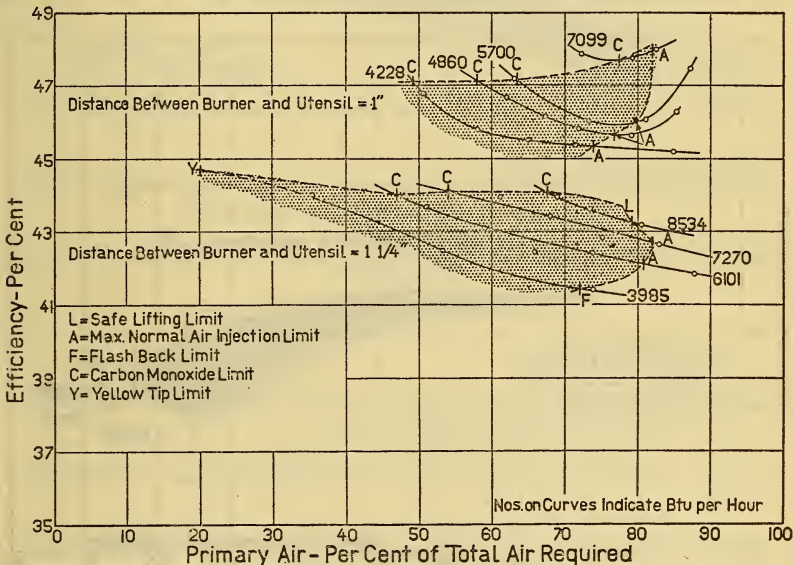 49
47
45
43
41
39
37
35
Efficiency-Per Cent
7099
C
A
5700
C
4860
C
4228
C
A
A
Distance Between Burner and Utensil = 1"
Y
C
C
C
L
8534
A
7270
A
6101
F
3985
Distance Between Burner and Utensil = 1 1/4"
L=Safe Lifting Limit
A=Max. Normal Air Injection Limit
F=Flash Back Limit
C=Carbon Monoxide Limit
Y=Yellow Tip Limit
Nos. on Curves Indicate Btu per Hour
0 10 20 30 40 50 60 70 80 90 100
Primary Air-Per Cent of Total Air Required